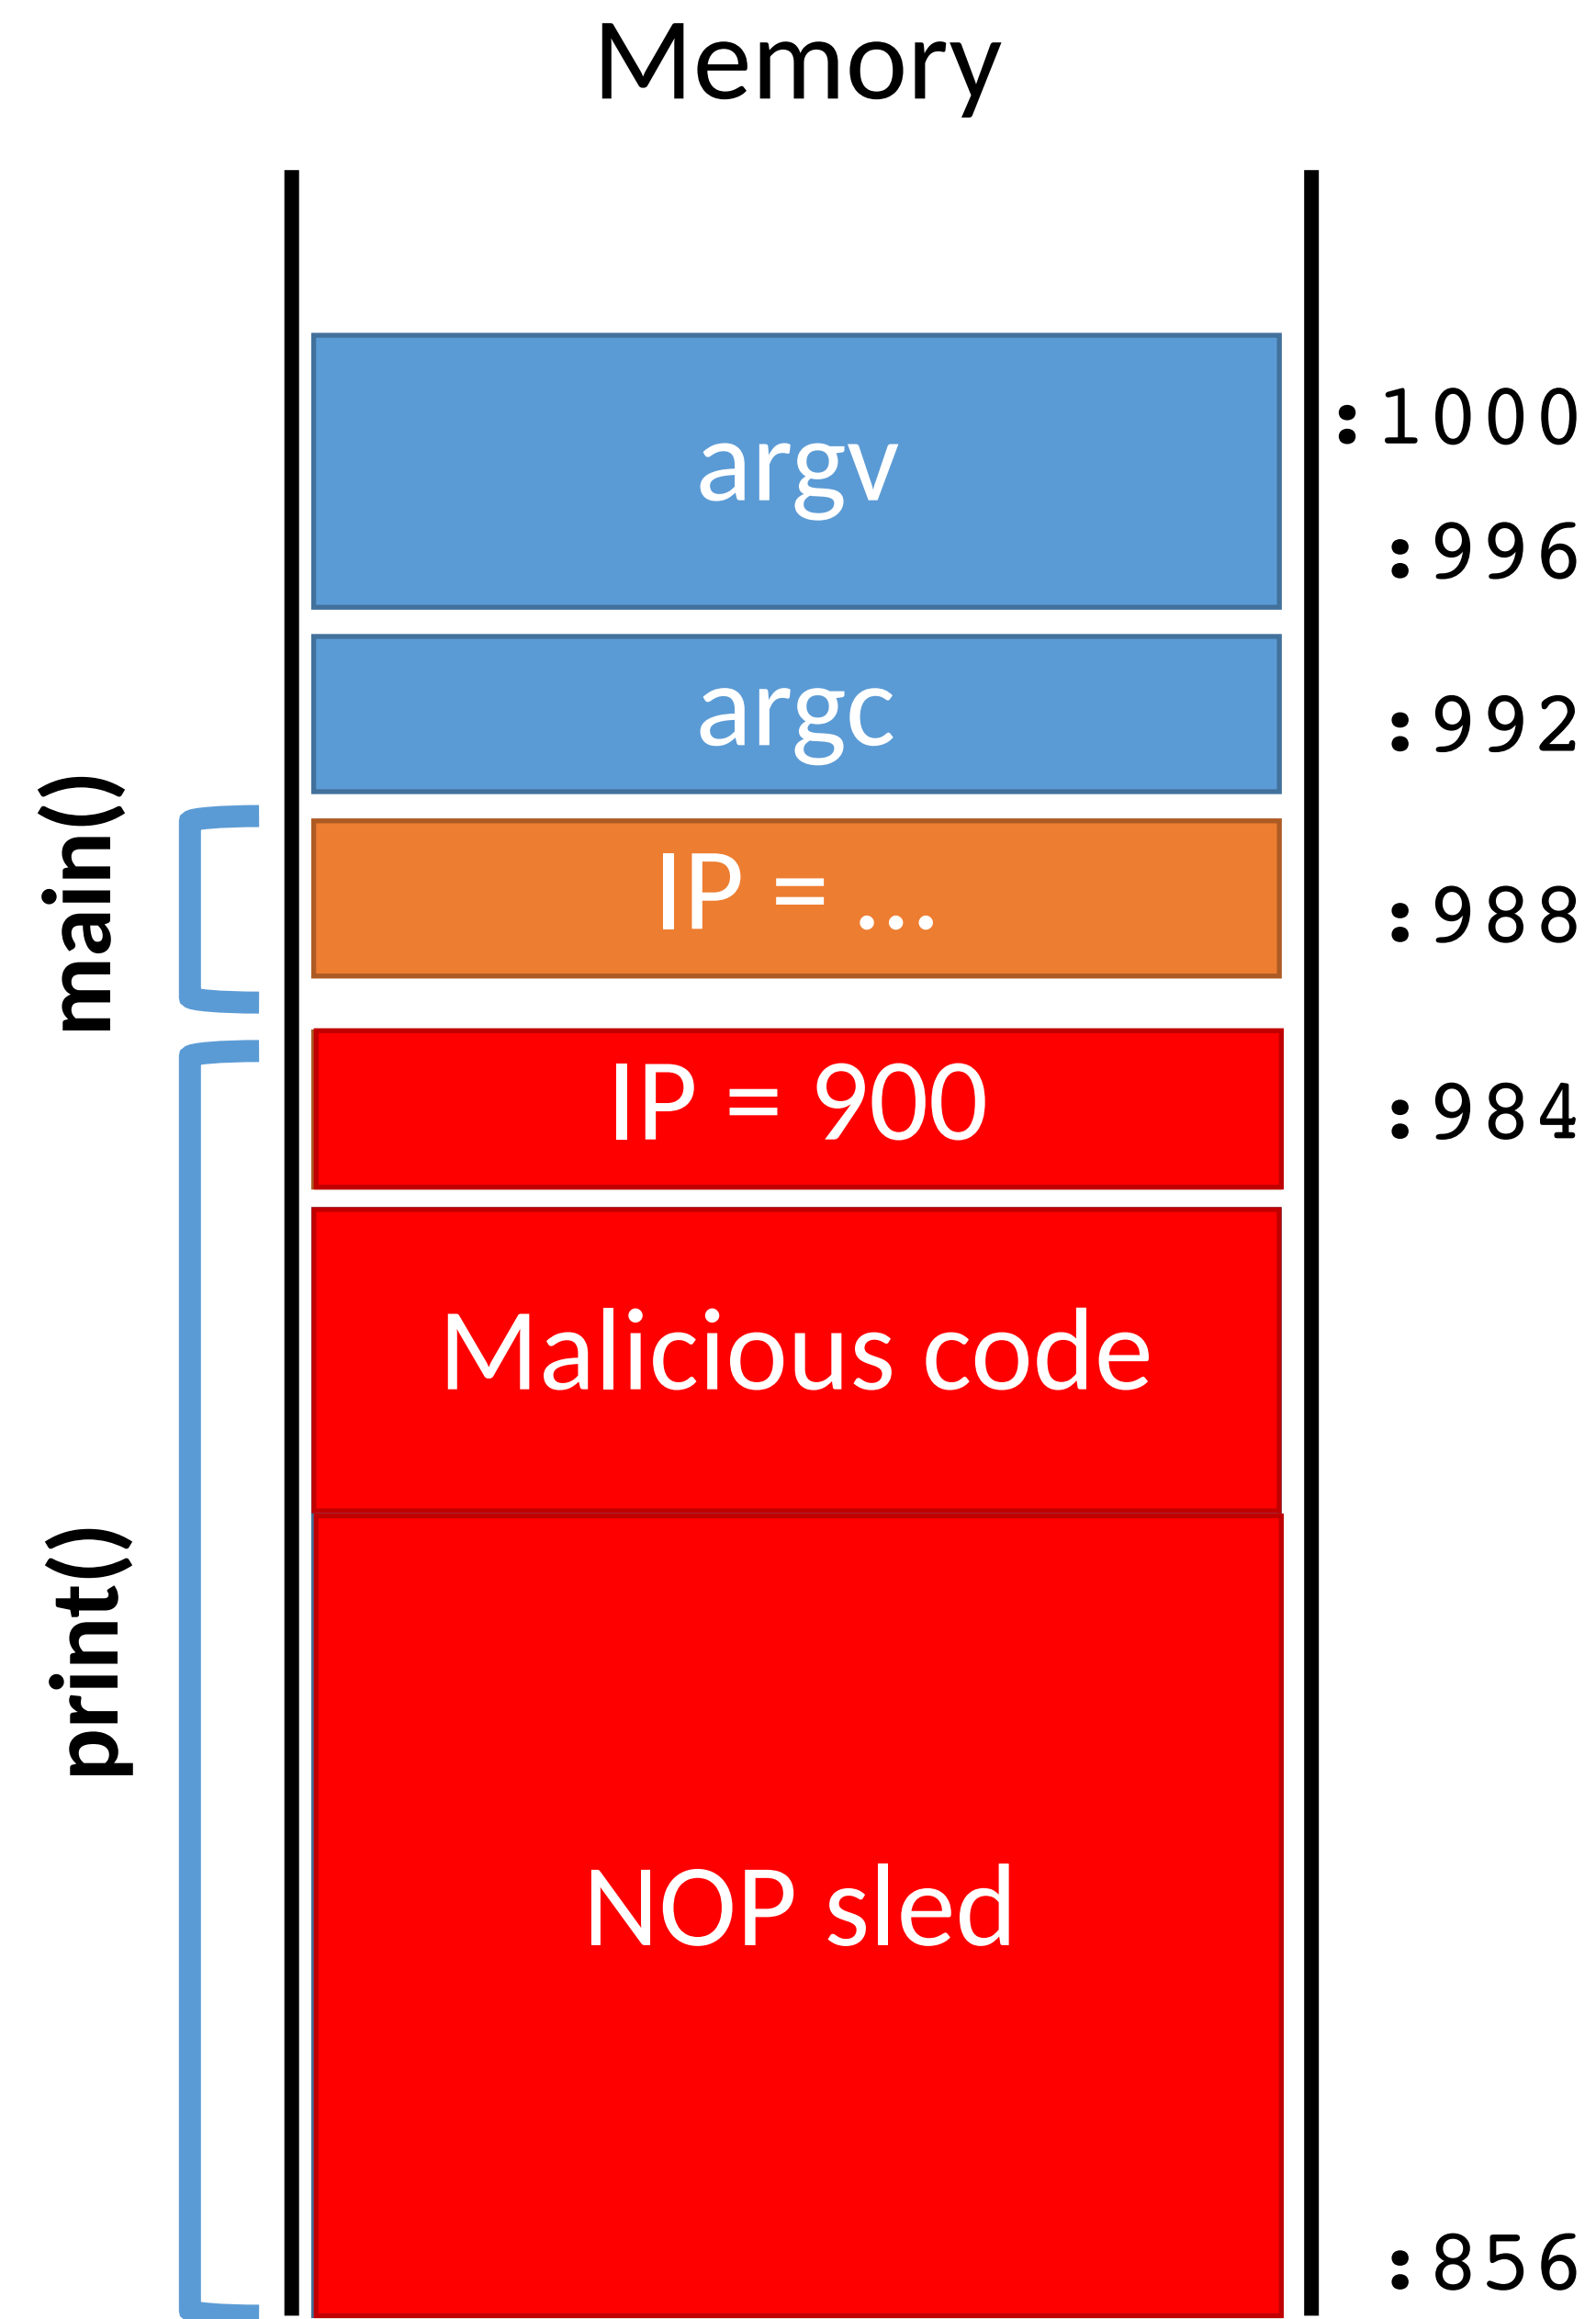 Memory
argv
:1000
:996
argc
:992
main()
IP = ...
:988
IP = 900
:984
Malicious code
print()
NOP sled
:856